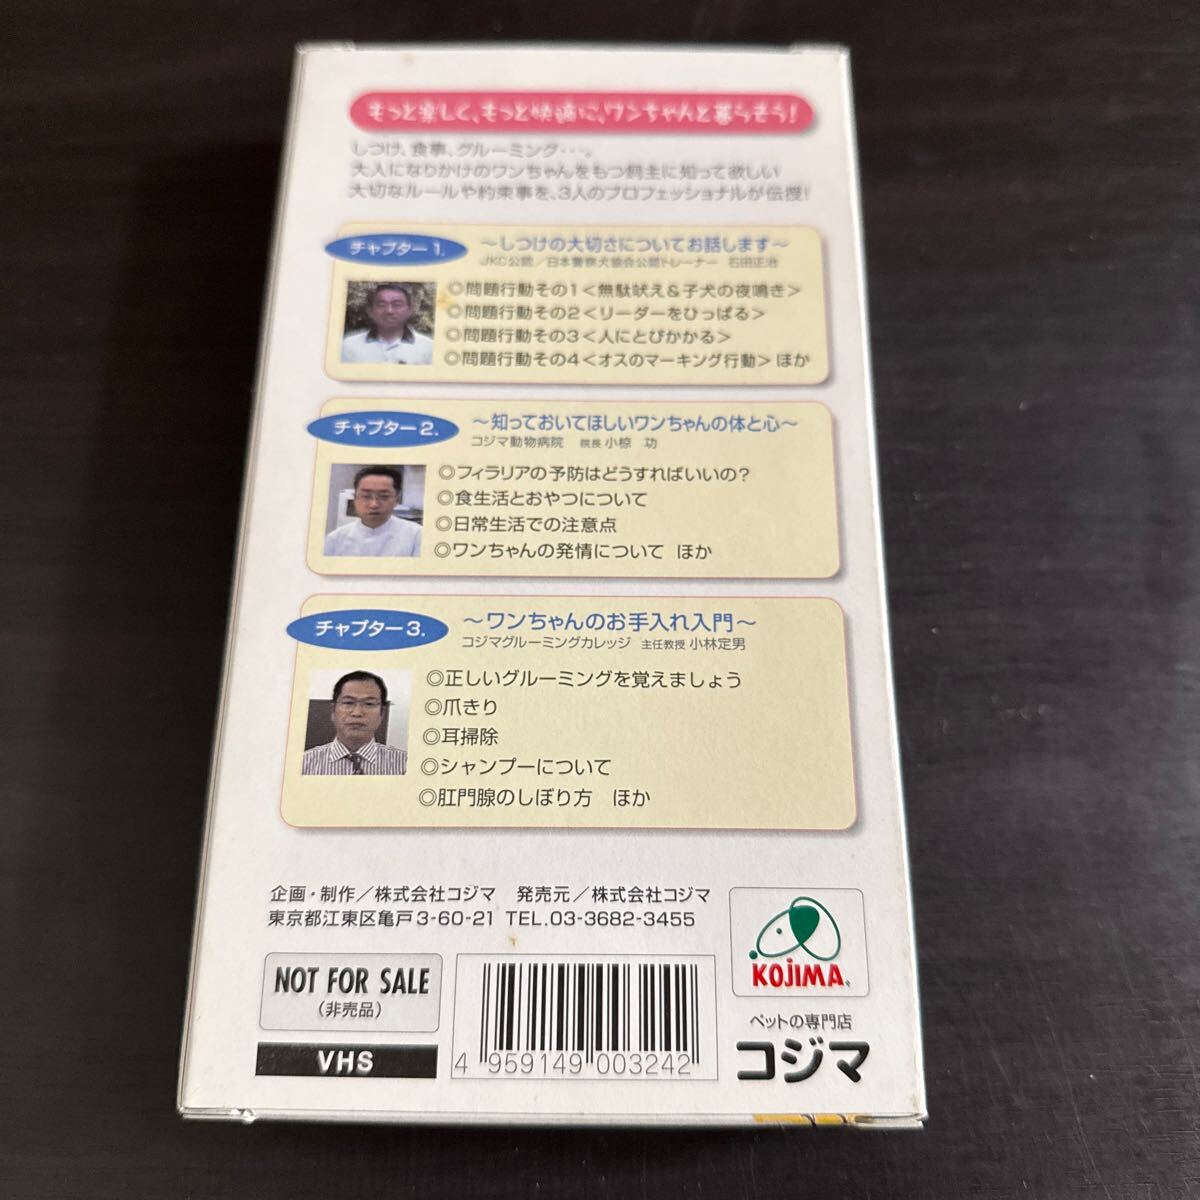 もっと楽しく、もっと快適に、ワンちゃんと暮らそう!
しつけ、食事、グルーミング・・・。
大人になりかけのワンちゃんをもつ飼主に知って欲しい
大切なルールや約束事を、3人のプロフェッショナルが伝授!
チャプター1.
～しつけの大切さについてお話します～
JKC公認／日本警察犬協会公認トレーナー 石田正治
◎問題行動その1＜無駄吠え＆子犬の夜鳴き＞
◎問題行動その2＜リーダーをひっぱる＞
◎問題行動その3＜人にとびかかる＞
◎問題行動その4＜オスのマーキング行動＞ ほか
チャプター2.
～知っておいてほしいワンちゃんの体と心～
コジマ動物病院 院長 小椋 功
◎フィラリアの予防はどうすればいいの?
◎食生活とおやつについて
◎日常生活での注意点
◎ワンちゃんの発情について ほか
チャプター3.
～ワンちゃんのお手入れ入門～
コジマグルーミングカレッジ 主任教授 小林定男
◎正しいグルーミングを覚えましょう
◎爪きり
◎耳掃除
◎シャンプーについて
◎肛門腺のしぼり方 ほか
企画・制作／株式会社コジマ 発売元／株式会社コジマ
東京都江東区亀戸3-60-21 TEL.03-3682-3455
NOT FOR SALE
(非売品)
VHS
4 959149 003242
KOJIMA
ペットの専門店
コジマ